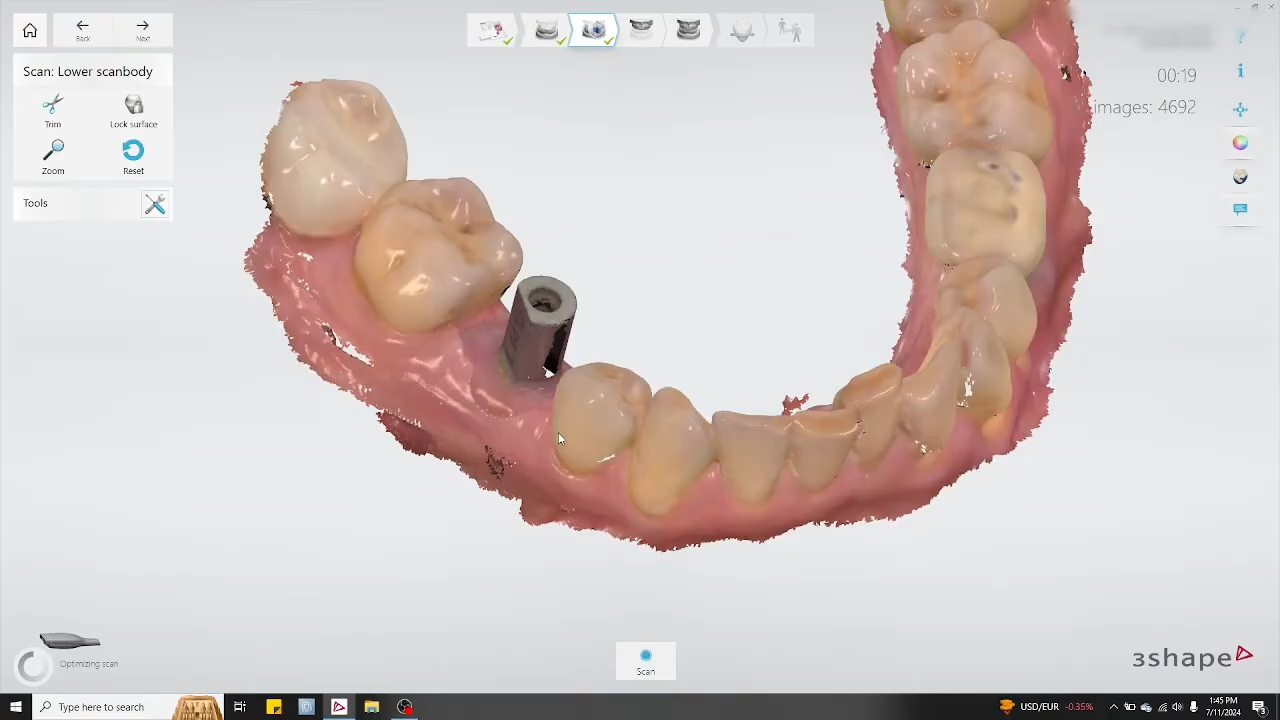 Back
Next
Scan: Lower scanbody
Trim
Lock surface
Zoom
Reset
Tools
00:19
images: 4692
Optimizing scan
Scan
3shape
Type here to search
USD/EUR -0.35%
1:45 PM
7/11/2024